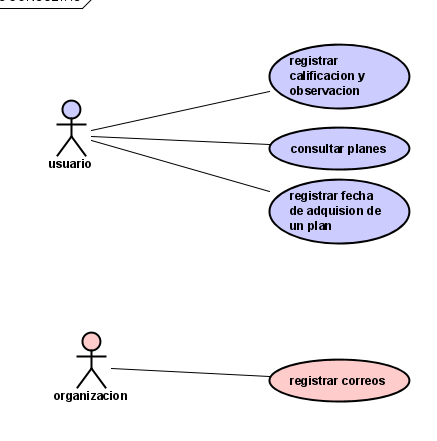 registrar
calificacion y
observacion
usuario
consultar planes
registrar fecha
de adquision de
un plan
organizacion
registrar correos